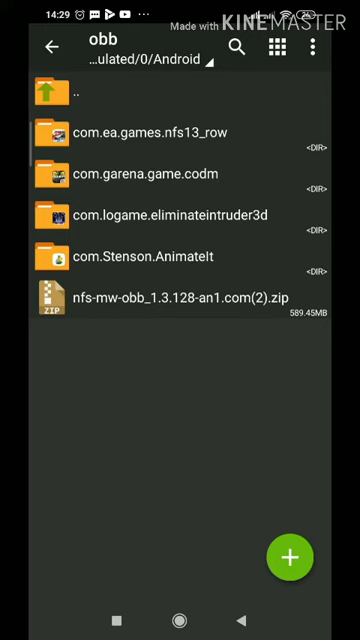 14:29
Made with KINEMASTER
obb
...ulated/0/Android
..
com.ea.games.nfs13_row
<DIR>
com.garena.game.codm
<DIR>
com.logame.eliminateintruder3d
<DIR>
com.Stenson.AnimateIt
<DIR>
ZIP
nfs-mw-obb_1.3.128-an1.com(2).zip
589.45MB